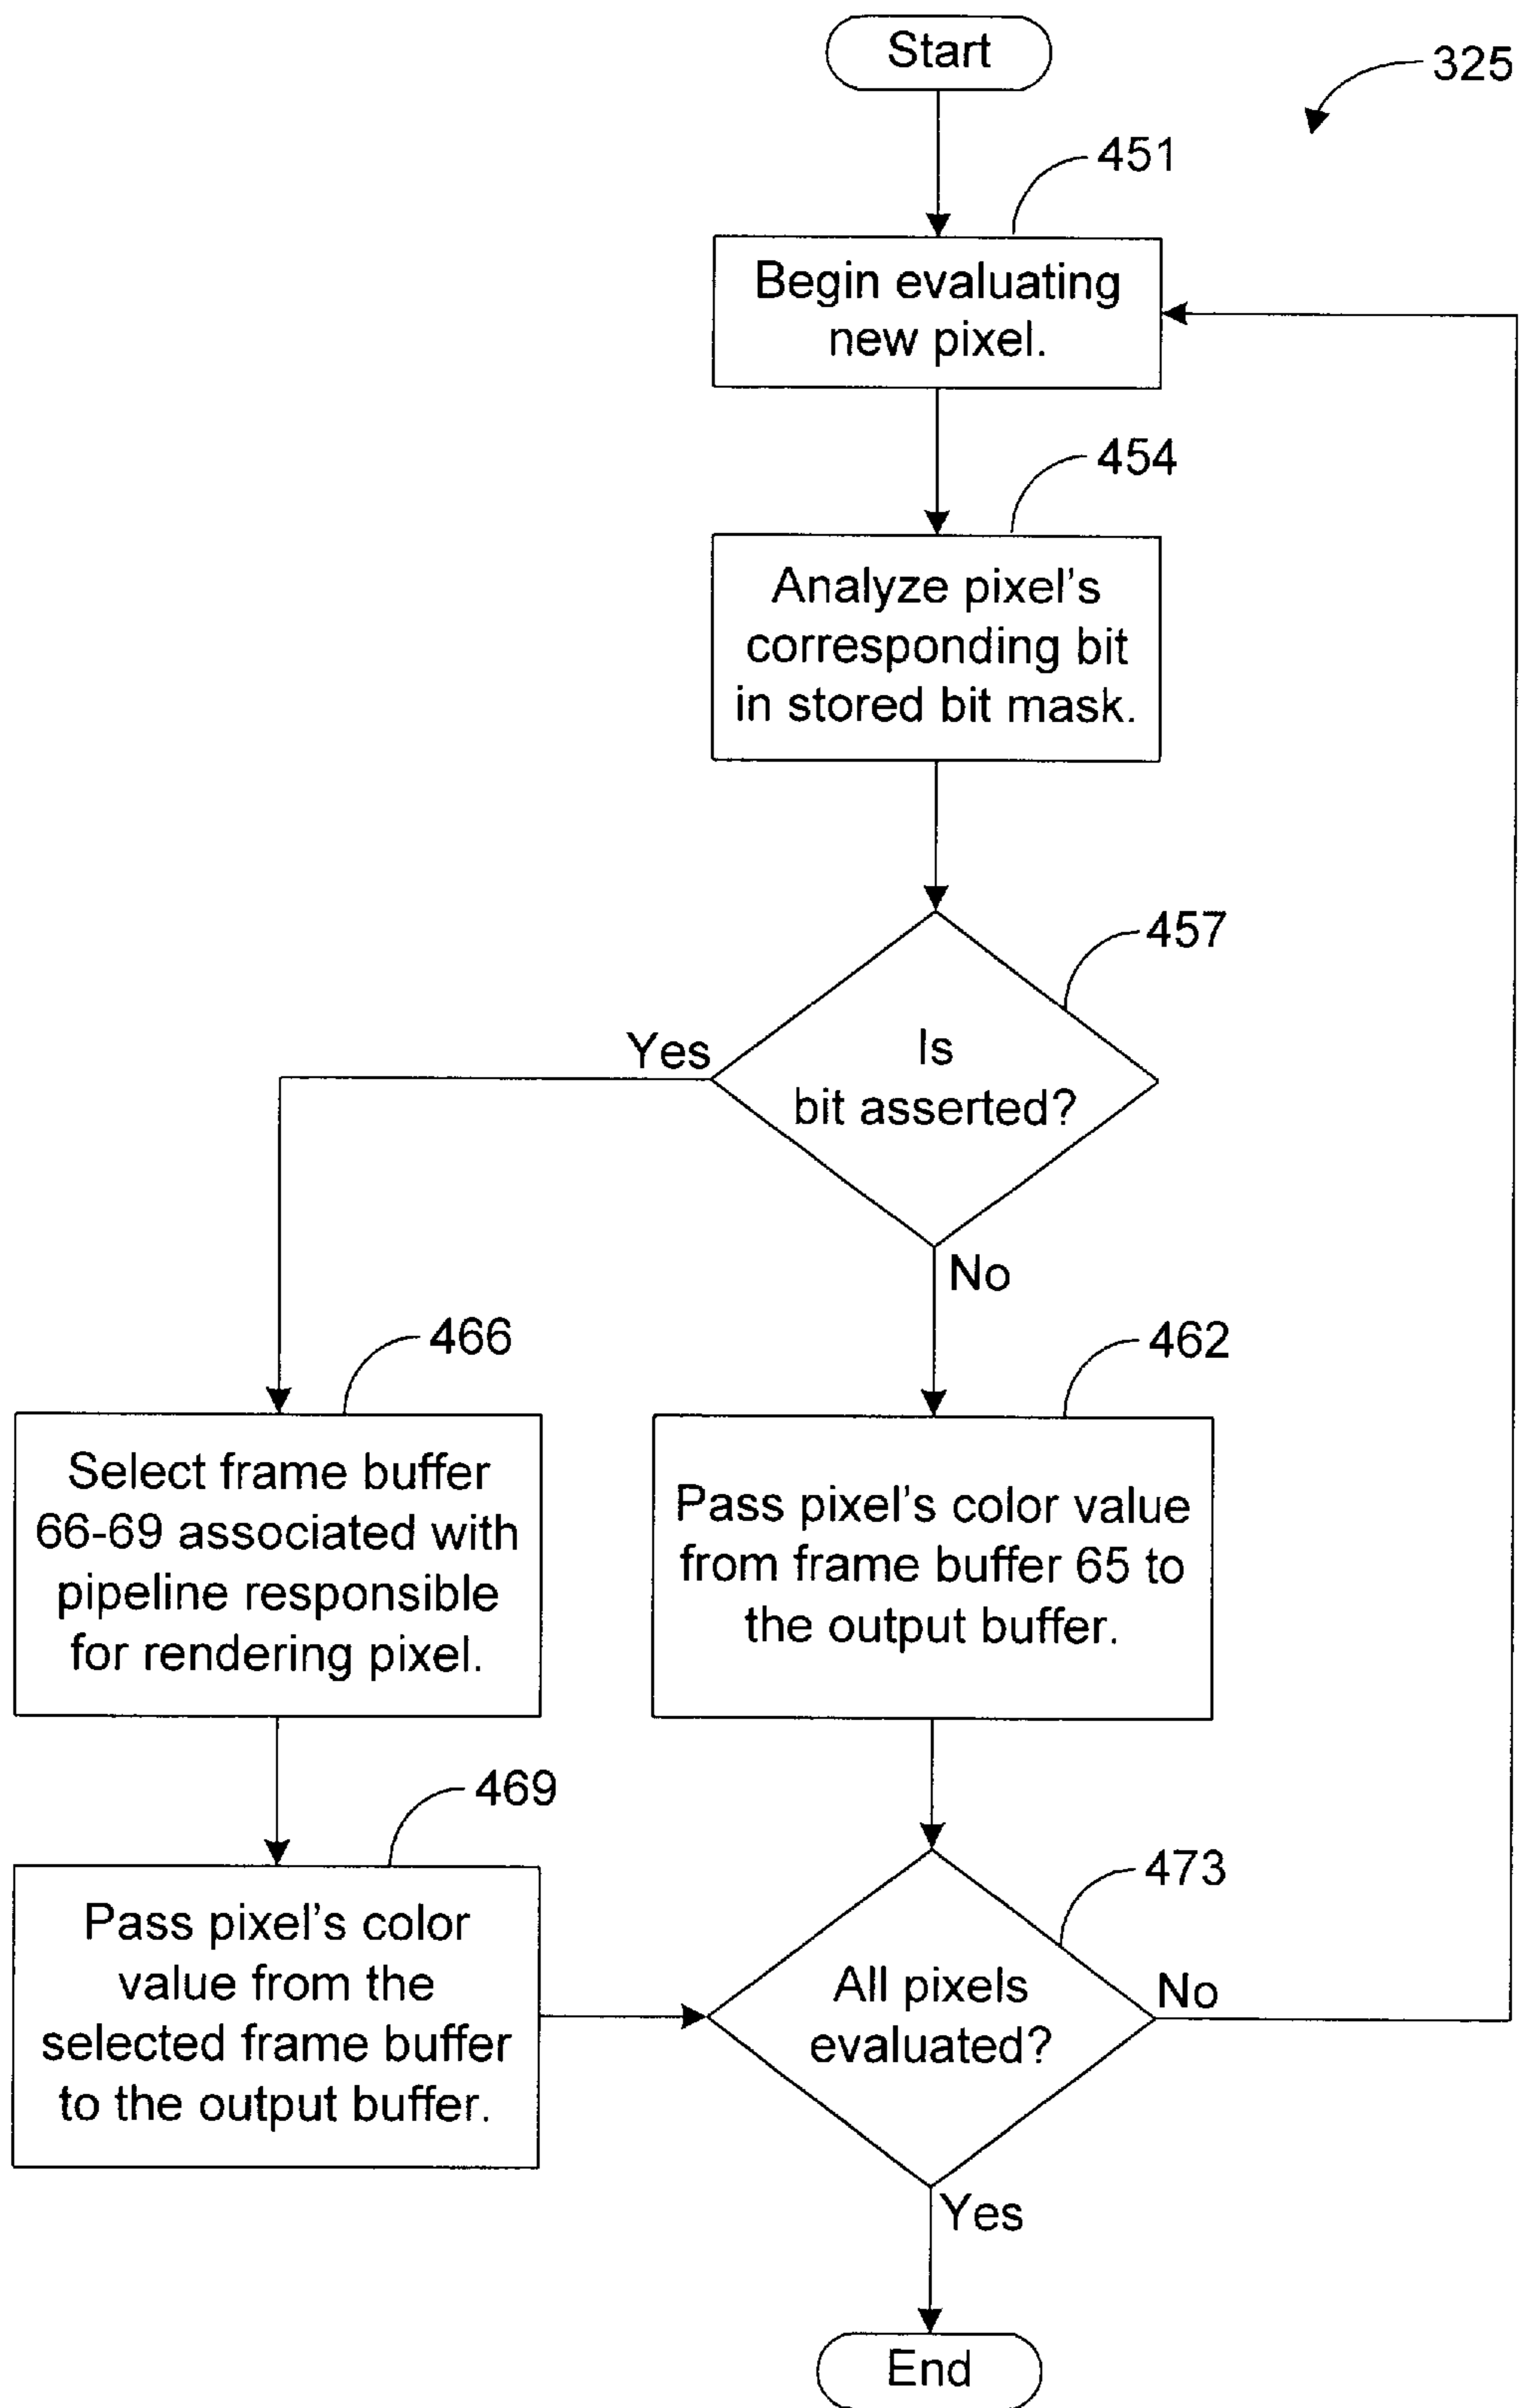 Start
325
451
Begin evaluating
new pixel.
454
Analyze pixel's
corresponding bit
in stored bit mask.
457
Yes
Is
bit asserted?
No
466
462
Select frame buffer
66-69 associated with
pipeline responsible
for rendering pixel.
Pass pixel's color value
from frame buffer 65 to
the output buffer.
469
473
Pass pixel's color
value from the
selected frame buffer
to the output buffer.
All pixels
evaluated?
No
Yes
End